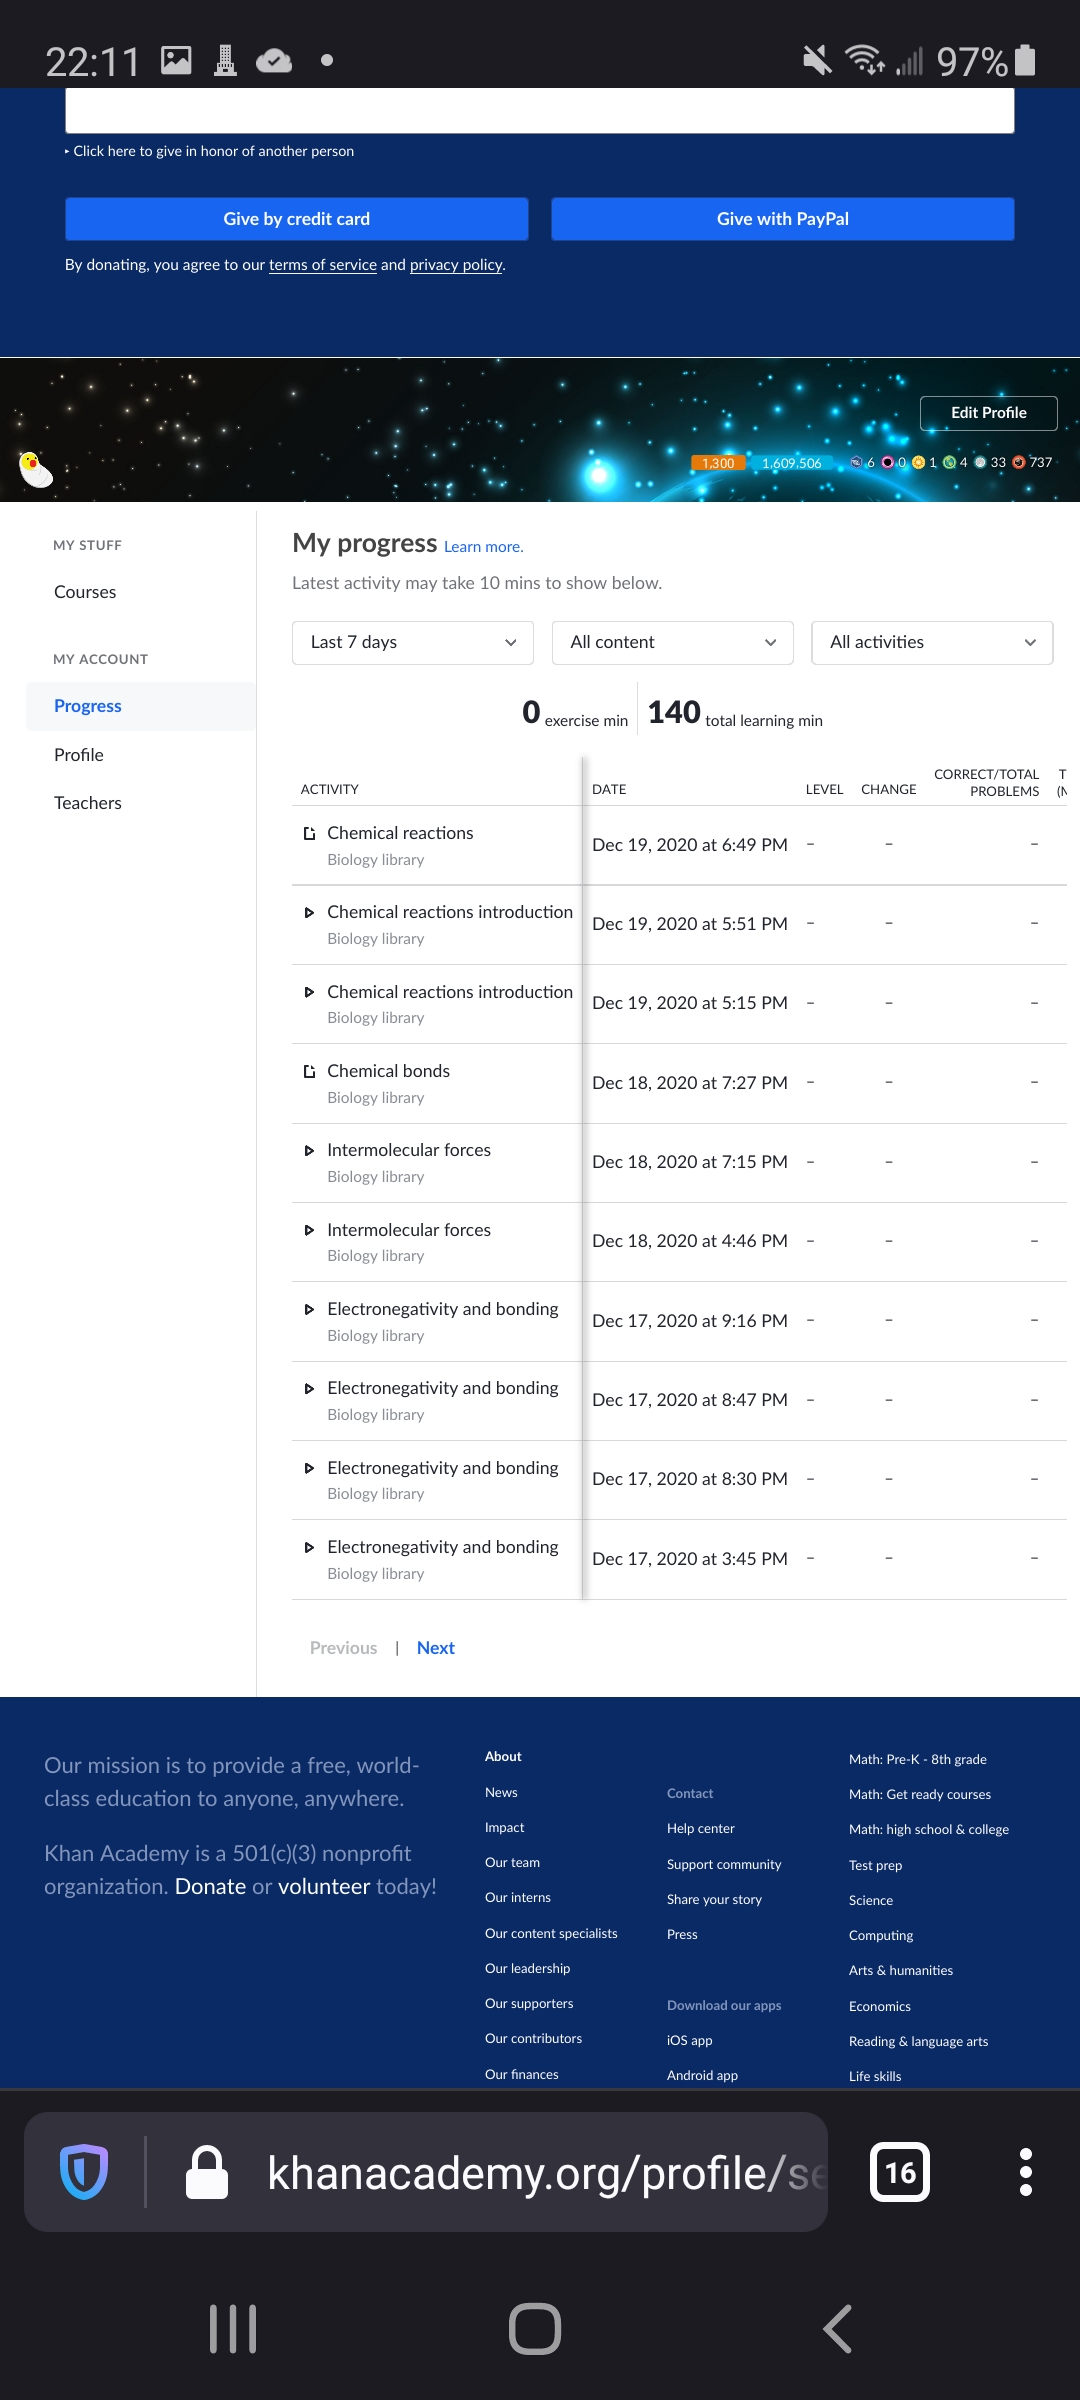 22:11
97%
▸ Click here to give in honor of another person
Give by credit card
Give with PayPal
By donating, you agree to our terms of service and privacy policy.
Edit Profile
1,300 1,609,506 6 0 1 4 33 737
MY STUFF
Courses
MY ACCOUNT
Progress
Profile
Teachers
My progress Learn more.
Latest activity may take 10 mins to show below.
Last 7 days
All content
All activities
0 exercise min
140 total learning min
ACTIVITY DATE LEVEL CHANGE CORRECT/TOTAL PROBLEMS T (M
Chemical reactions
Biology library
Dec 19, 2020 at 6:49 PM – – –
Chemical reactions introduction
Biology library
Dec 19, 2020 at 5:51 PM – – –
Chemical reactions introduction
Biology library
Dec 19, 2020 at 5:15 PM – – –
Chemical bonds
Biology library
Dec 18, 2020 at 7:27 PM – – –
Intermolecular forces
Biology library
Dec 18, 2020 at 7:15 PM – – –
Intermolecular forces
Biology library
Dec 18, 2020 at 4:46 PM – – –
Electronegativity and bonding
Biology library
Dec 17, 2020 at 9:16 PM – – –
Electronegativity and bonding
Biology library
Dec 17, 2020 at 8:47 PM – – –
Electronegativity and bonding
Biology library
Dec 17, 2020 at 8:30 PM – – –
Electronegativity and bonding
Biology library
Dec 17, 2020 at 3:45 PM – – –
Previous | Next
Our mission is to provide a free, world-
class education to anyone, anywhere.
Khan Academy is a 501(c)(3) nonprofit
organization. Donate or volunteer today!
About
News
Impact
Our team
Our interns
Our content specialists
Our leadership
Our supporters
Our contributors
Our finances
Contact
Help center
Support community
Share your story
Press
Download our apps
iOS app
Android app
Math: Pre-K - 8th grade
Math: Get ready courses
Math: high school & college
Test prep
Science
Computing
Arts & humanities
Economics
Reading & language arts
Life skills
khanacademy.org/profile/se
16